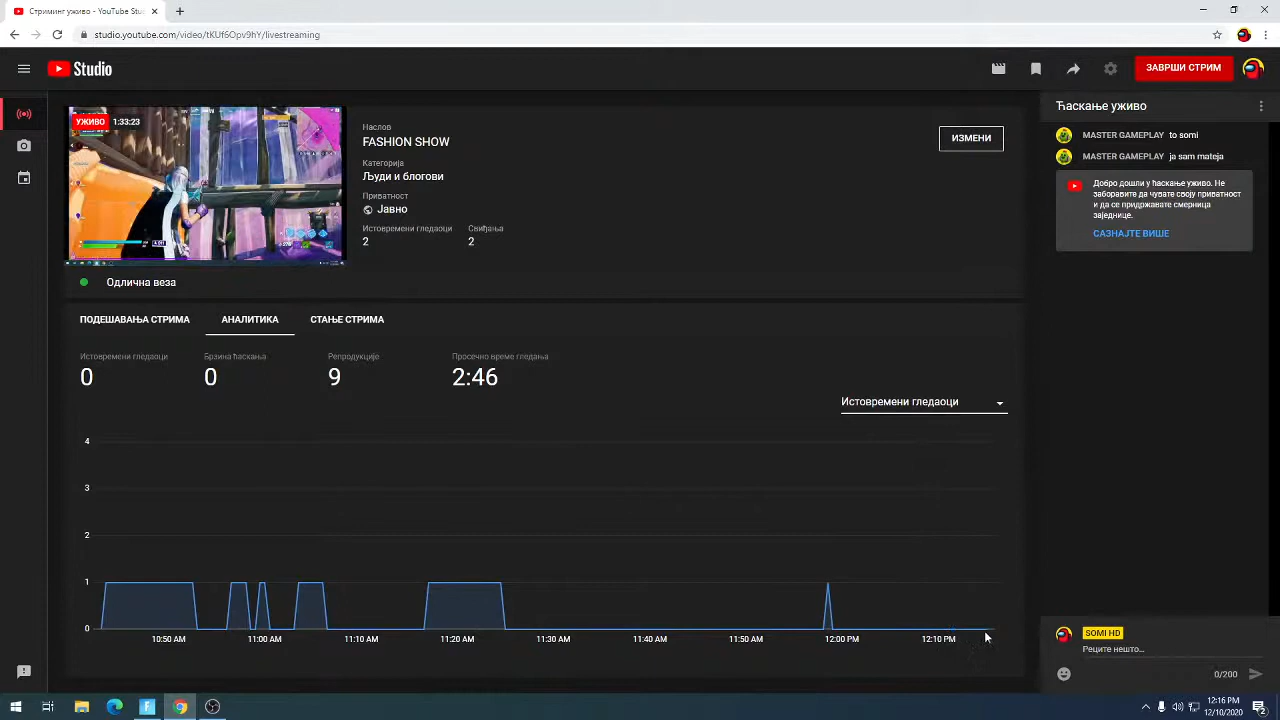 Стриминг уживо - YouTube Stu
studio.youtube.com/video/tKUf6Opv9hY/livestreaming
Studio
ЗАВРШИ СТРИМ
УЖИВО 1:33:23
Наслов
FASHION SHOW
ИЗМЕНИ
Категорија
Људи и блогови
Приватност
Јавно
Истовремени гледаоци Свиђања
2 2
Одлична веза
ПОДЕШАВАЊА СТРИМА АНАЛИТИКА СТАЊЕ СТРИМА
Истовремени гледаоци Брзина ћаскања Репродукције Просечно време гледања
0 0 9 2:46
Истовремени гледаоци
4
3
2
1
0
10:50 AM 11:00 AM 11:10 AM 11:20 AM 11:30 AM 11:40 AM 11:50 AM 12:00 PM 12:10 PM
Ћаскање уживо
MASTER GAMEPLAY to somi
MASTER GAMEPLAY ja sam mateja
Добро дошли у ћаскање уживо. Не
заборавите да чувате своју приватност
и да се придржавате смерница
заједнице.
САЗНАЈТЕ ВИШЕ
SOMI HD
Реците нешто...
0/200
12:16 PM
12/10/2020